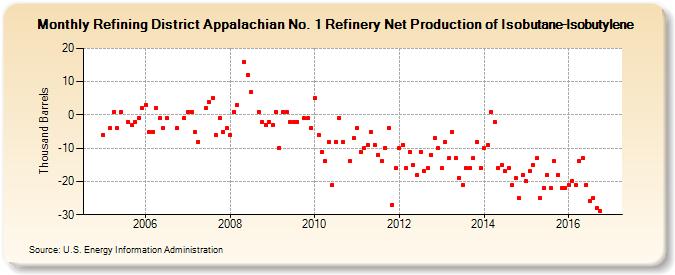 Monthly Refining District Appalachian No. 1 Refinery Net Production of Isobutane-Isobutylene
Thousand Barrels
20
10
0
-10
-20
-30
2006 2008 2010 2012 2014 2016
Source: U.S. Energy Information Administration